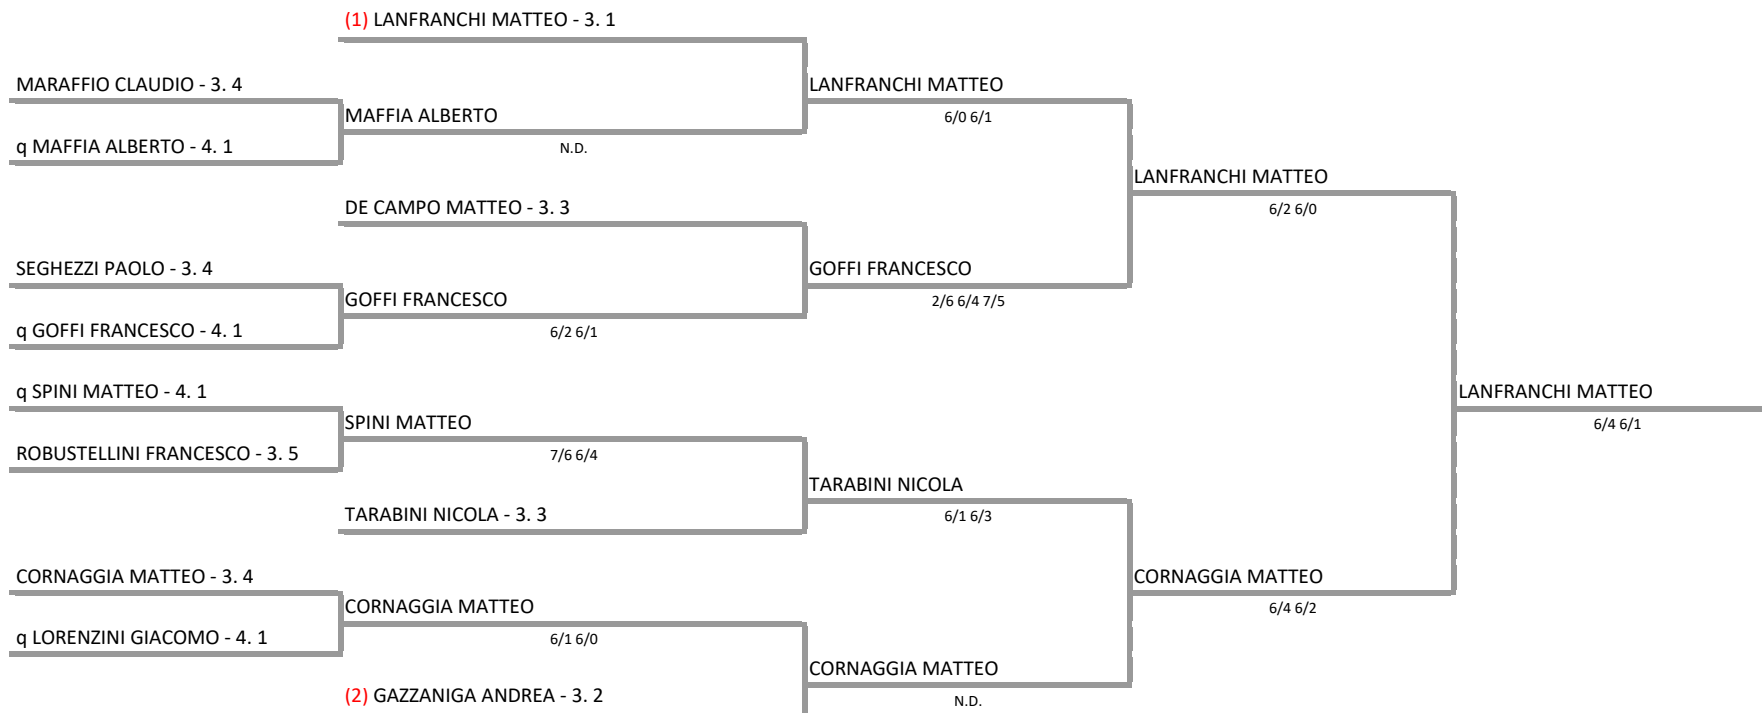 (1) LANFRANCHI MATTEO - 3. 1
MARAFFIO CLAUDIO - 3. 4
LANFRANCHI MATTEO
MAFFIA ALBERTO
6/0 6/1
q MAFFIA ALBERTO - 4. 1
N.D.
LANFRANCHI MATTEO
DE CAMPO MATTEO - 3. 3
6/2 6/0
SEGHEZZI PAOLO - 3. 4
GOFFI FRANCESCO
GOFFI FRANCESCO
2/6 6/4 7/5
q GOFFI FRANCESCO - 4. 1
6/2 6/1
q SPINI MATTEO - 4. 1
LANFRANCHI MATTEO
SPINI MATTEO
6/4 6/1
ROBUSTELLINI FRANCESCO - 3. 5
7/6 6/4
TARABINI NICOLA
TARABINI NICOLA - 3. 3
6/1 6/3
CORNAGGIA MATTEO - 3. 4
CORNAGGIA MATTEO
CORNAGGIA MATTEO
6/4 6/2
q LORENZINI GIACOMO - 4. 1
6/1 6/0
CORNAGGIA MATTEO
(2) GAZZANIGA ANDREA - 3. 2
N.D.